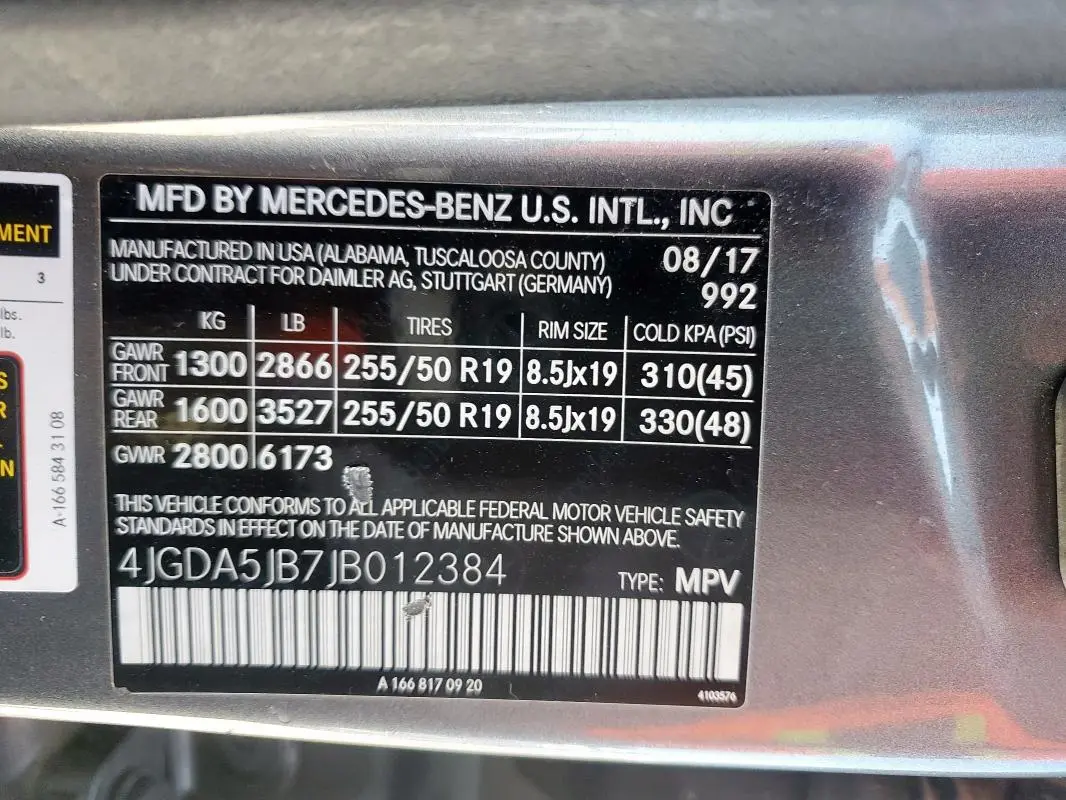 MENT
3
lbs.
lb.
S
R
N
A-166 584 31 08
MFD BY MERCEDES-BENZ U.S. INTL., INC
MANUFACTURED IN USA (ALABAMA, TUSCALOOSA COUNTY) 08/17
UNDER CONTRACT FOR DAIMLER AG, STUTTGART (GERMANY) 992
KG LB TIRES RIM SIZE COLD KPA (PSI)
GAWR FRONT 1300 2866 255/50 R19 8.5Jx19 310(45)
GAWR REAR 1600 3527 255/50 R19 8.5Jx19 330(48)
GVWR 2800 6173
THIS VEHICLE CONFORMS TO ALL APPLICABLE FEDERAL MOTOR VEHICLE SAFETY
STANDARDS IN EFFECT ON THE DATE OF MANUFACTURE SHOWN ABOVE.
4JGDA5JB7JB012384 TYPE: MPV
A 166 817 09 20
4103576